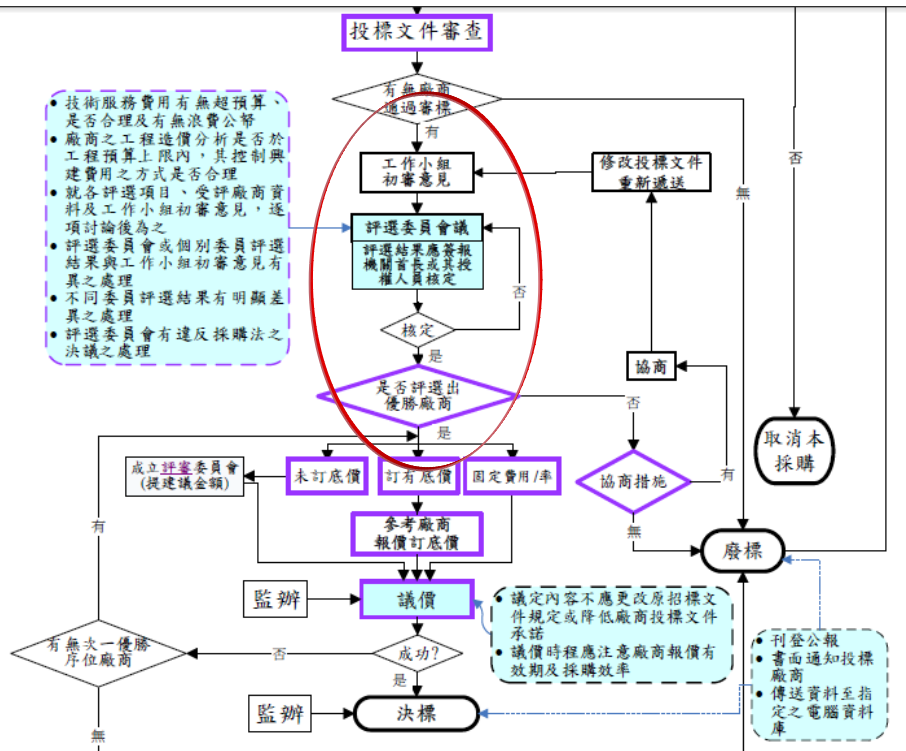 投標文件審查
有無廠商
通過審標
有
無
否
工作小組
初審意見
修改投標文件
重新遞送
• 技術服務費用有無超預算、
是否合理及有無浪費公帑
• 廠商之工程造價分析是否於
工程預算上限內，其控制興
建費用之方式是否合理
• 就各評選項目、受評廠商資
料及工作小組初審意見，逐
項討論後為之
• 評選委員會或個別委員評選
結果與工作小組初審意見有
異之處理
• 不同委員評選結果有明顯差
異之處理
• 評選委員會有違反採購法之
決議之處理
評選委員會議
評選結果應簽報
機關首長或其授
權人員核定
否
核定
是
協商
是否評選出
優勝廠商
否
是
有
取消本
採購
成立評審委員會
(提建議金額)
未訂底價
訂有底價
固定費用/率
協商措施
無
參考廠商
報價訂底價
有
廢標
監辦
議價
• 議定內容不應更改原招標文
件規定或降低廠商投標文件
承諾
• 議價時程應注意廠商報價有
效期及採購效率
有無次一優勝
序位廠商
否
成功?
是
• 刊登公報
• 書面通知投標
廠商
• 傳送資料至指
定之電腦資料
庫
監辦
決標
無